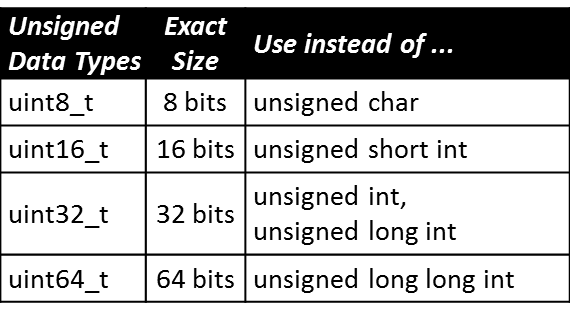 Unsigned Data Types Exact Size Use instead of ...
uint8_t 8 bits unsigned char
uint16_t 16 bits unsigned short int
uint32_t 32 bits unsigned int,
unsigned long int
uint64_t 64 bits unsigned long long int